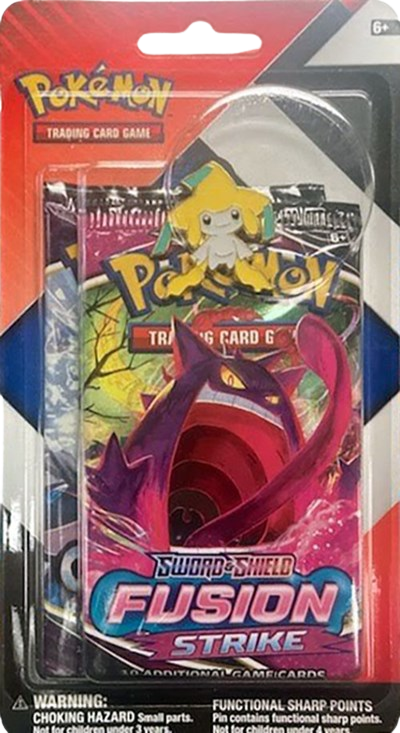 6+
POKéMON
TRADING CARD GAME
6+
POKéMON
TRADING CARD G
SWORD & SHIELD
FUSION
STRIKE
10 ADDITIONAL GAME CARDS
WARNING:
CHOKING HAZARD Small parts.
Not for children under 3 years.
FUNCTIONAL SHARP POINTS
Pin contains functional sharp points.
Not for children under 4 years.